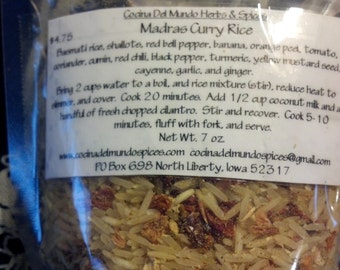 Cocina Del Mundo Herbs & Spices
Madras Curry Rice
$4.75
Basmati rice, shallots, red bell pepper, banana, orange peel, tomato,
coriander, cumin, red chili, black pepper, turmeric, yellow mustard seed,
cayenne, garlic, and ginger.
Bring 2 cups water to a boil, and rice mixture (stir), reduce heat to
simmer, and cover. Cook 20 minutes. Add 1/2 cup coconut milk and a
handful of fresh chopped cilantro. Stir and recover. Cook 5-10
minutes, fluff with fork, and serve.
Net Wt. 7 oz.
www.cocinadelmundospices.com cocinadelmundospices@gmail.com
PO Box 698 North Liberty, Iowa 52317